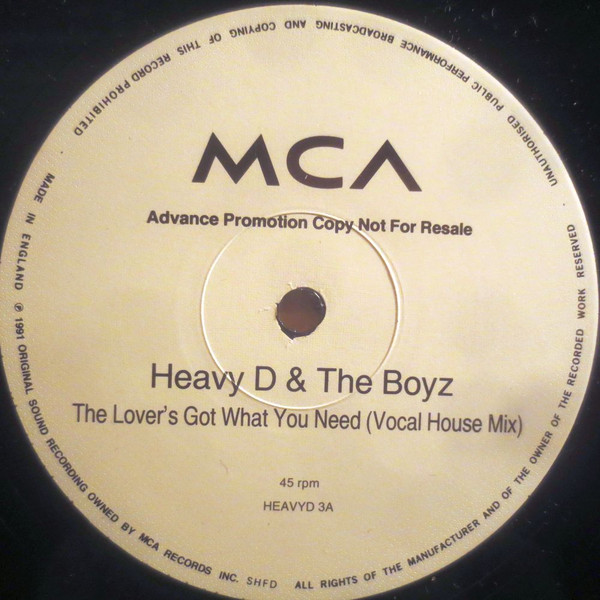 MCA
Advance Promotion Copy Not For Resale
Heavy D & The Boyz
The Lover's Got What You Need (Vocal House Mix)
45 rpm
HEAVYD 3A
MADE IN ENGLAND ℗ 1991 ORIGINAL SOUND RECORDING OWNED BY MCA RECORDS INC. SHFD ALL RIGHTS OF THE MANUFACTURER AND OF THE OWNER OF THE RECORDED WORK RESERVED
UNAUTHORISED PUBLIC PERFORMANCE BROADCASTING AND COPYING OF THIS RECORD PROHIBITED